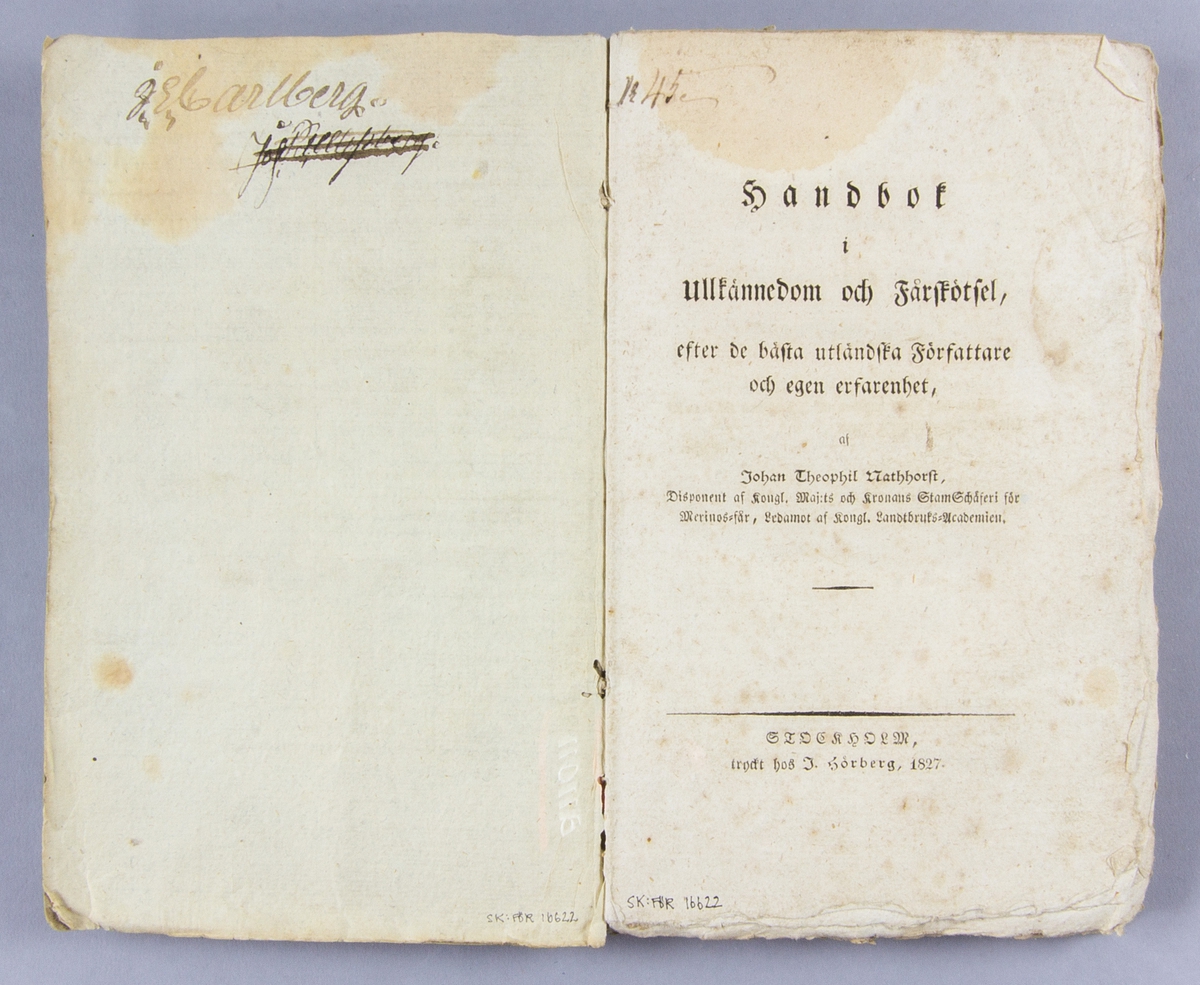 Carlberg.
SK:FBR 16622
N 45.
Handbok
i
Ullkännedom och Fårskötsel,
efter de bästa utländska Författare
och egen erfarenhet,
af
Johan Theophil Nathhorst,
Disponent af Kongl. Maj:ts och Kronans StamSchäferi för
Merinos-får, Ledamot af Kongl. Landtbruks-Academien.
STOCKHOLM,
tryckt hos J. Hörberg, 1827.
SK:FBR 16622